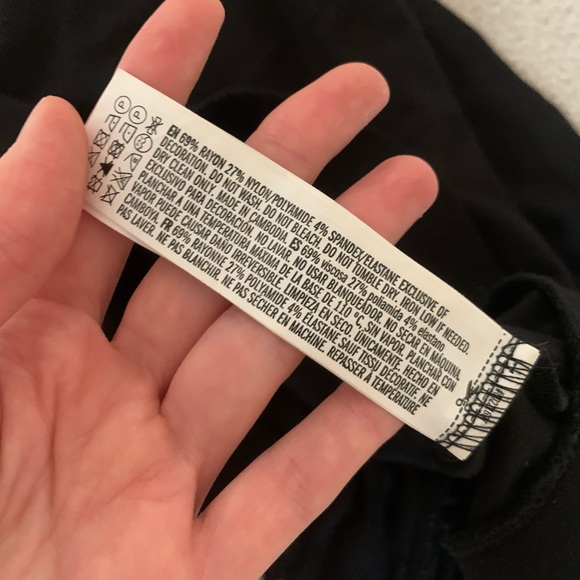 EN 69% RAYON 27% NYLON/POLYAMIDE 4% SPANDEX/ELASTANE EXCLUSIVE OF
DECORATION. DO NOT WASH. DO NOT BLEACH. DO NOT TUMBLE DRY. IRON LOW IF NEEDED.
DRY CLEAN ONLY. MADE IN CAMBODIA. ES 69% viscosa 27% poliamida 4% elastano
EXCLUSIVO PARA DECORACIÓN. NO LAVAR. NO USAR BLANQUEADOR. NO SECAR EN MÁQUINA.
PLANCHAR A UNA TEMPERATURA MÁXIMA DE LA BASE DE 110 °C, SIN VAPOR. PLANCHAR CON
VAPOR PUEDE CAUSAR DAÑO IRREVERSIBLE. LIMPIEZA EN SECO ÚNICAMENTE. HECHO EN
CAMBOYA. FR 69% RAYONNE 27% POLYAMIDE 4% ÉLASTANE SAUF TISSU DÉCORATIF. NE
PAS LAVER. NE PAS BLANCHIR. NE PAS SÉCHER EN MACHINE. REPASSER À TEMPÉRATURE
P P